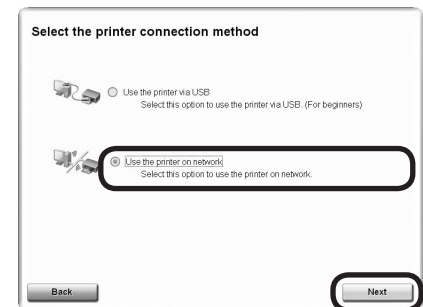 Select the printer connection method
Use the printer via USB
Select this option to use the printer via USB. (For beginners)
Use the printer on network
Select this option to use the printer on network.
Back
Next